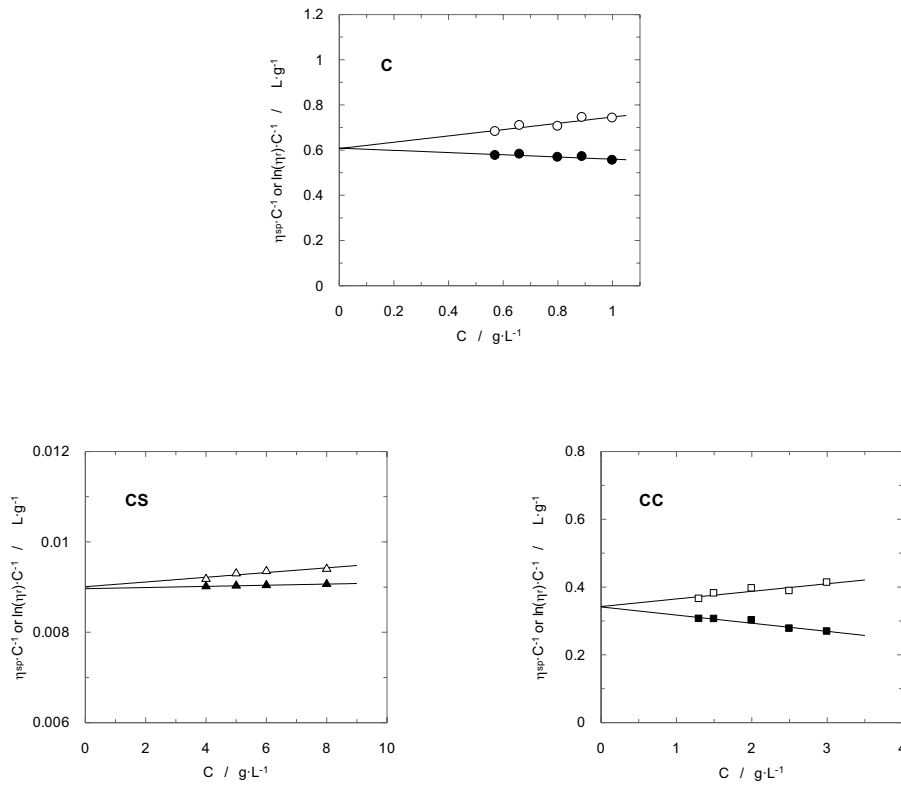 C
1.2
1
0.8
0.6
0.4
0.2
0
ηsp·C-1 or ln(ηr)·C-1 / L·g-1
0 0.2 0.4 0.6 0.8 1
C / g·L-1
CS
0.012
0.01
0.008
0.006
ηsp·C-1 or ln(ηr)·C-1 / L·g-1
0 2 4 6 8 10
C / g·L-1
CC
0.8
0.6
0.4
0.2
0
ηsp·C-1 or ln(ηr)·C-1 / L·g-1
0 1 2 3 4
C / g·L-1